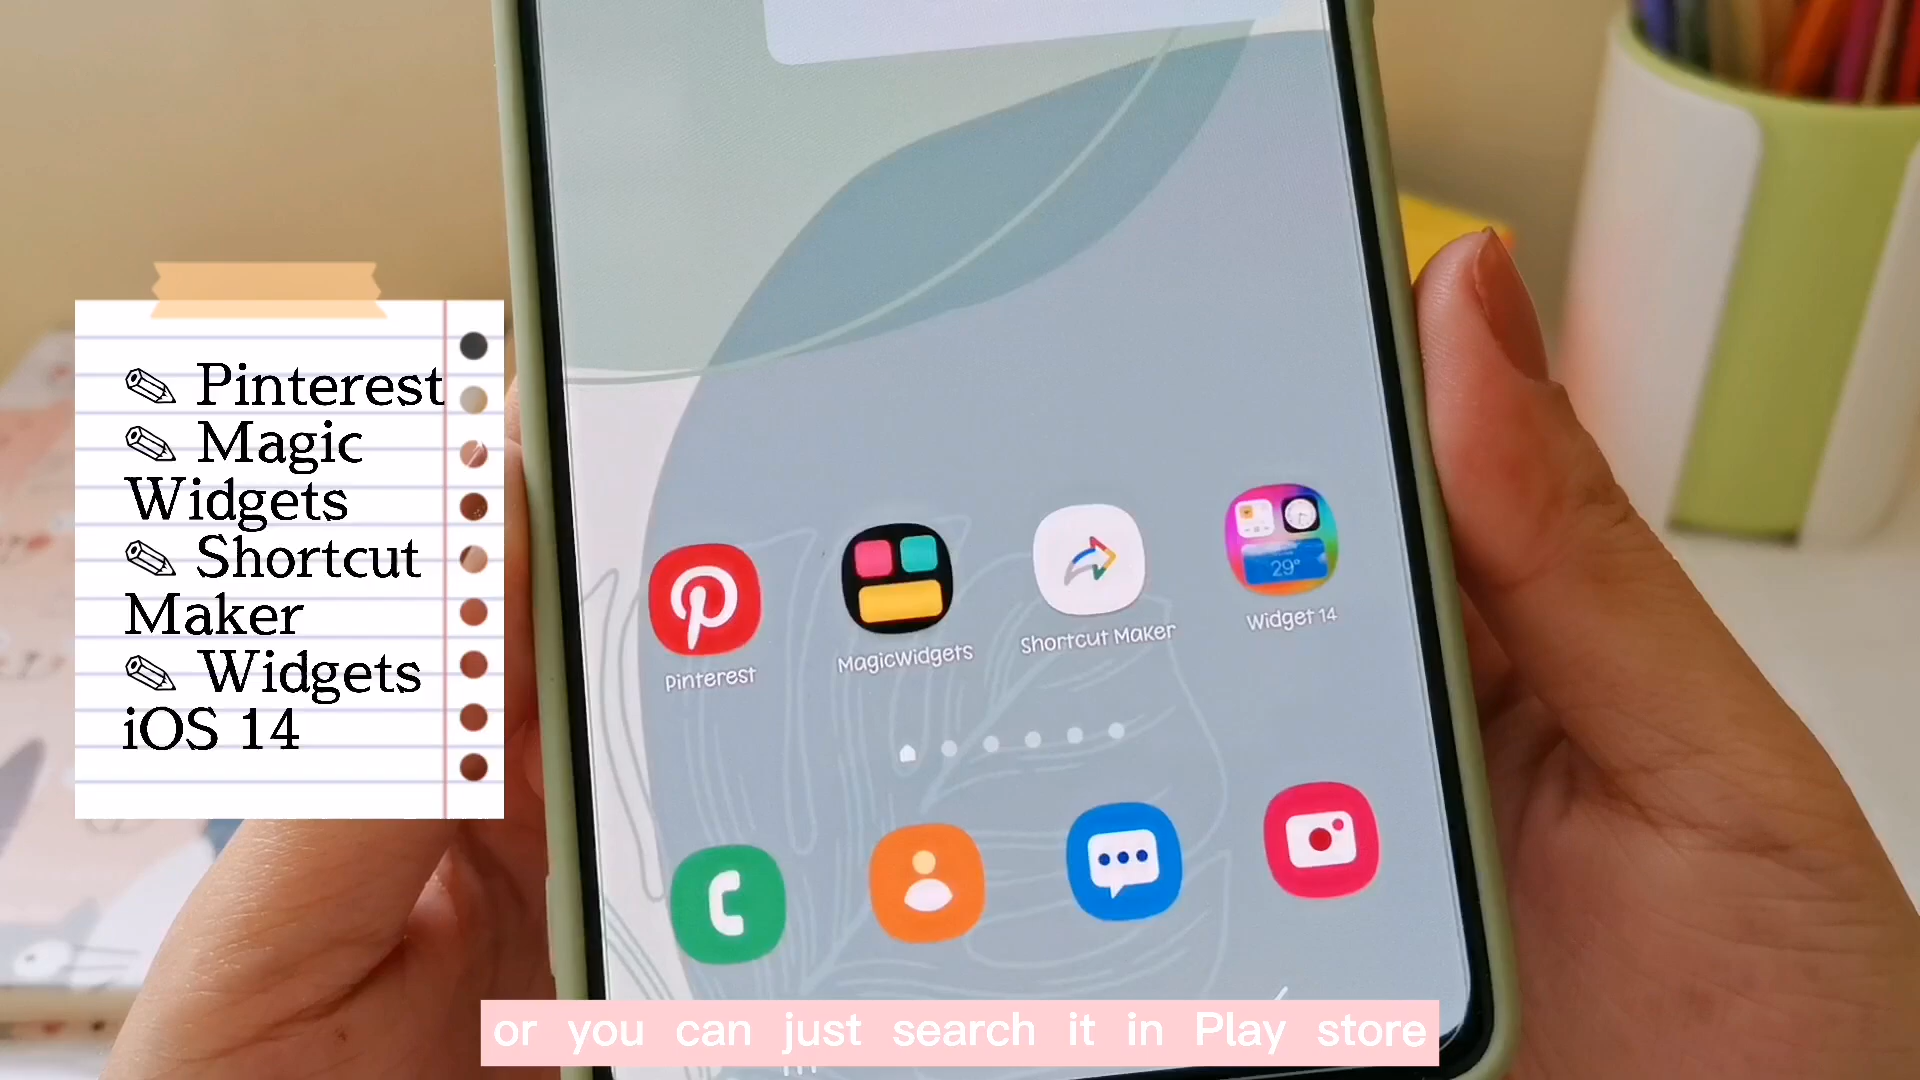 ✏ Pinterest
✏ Magic
Widgets
✏ Shortcut
Maker
✏ Widgets
iOS 14
29°
Pinterest
MagicWidgets
Shortcut Maker
Widget 14
or you can just search it in Play store